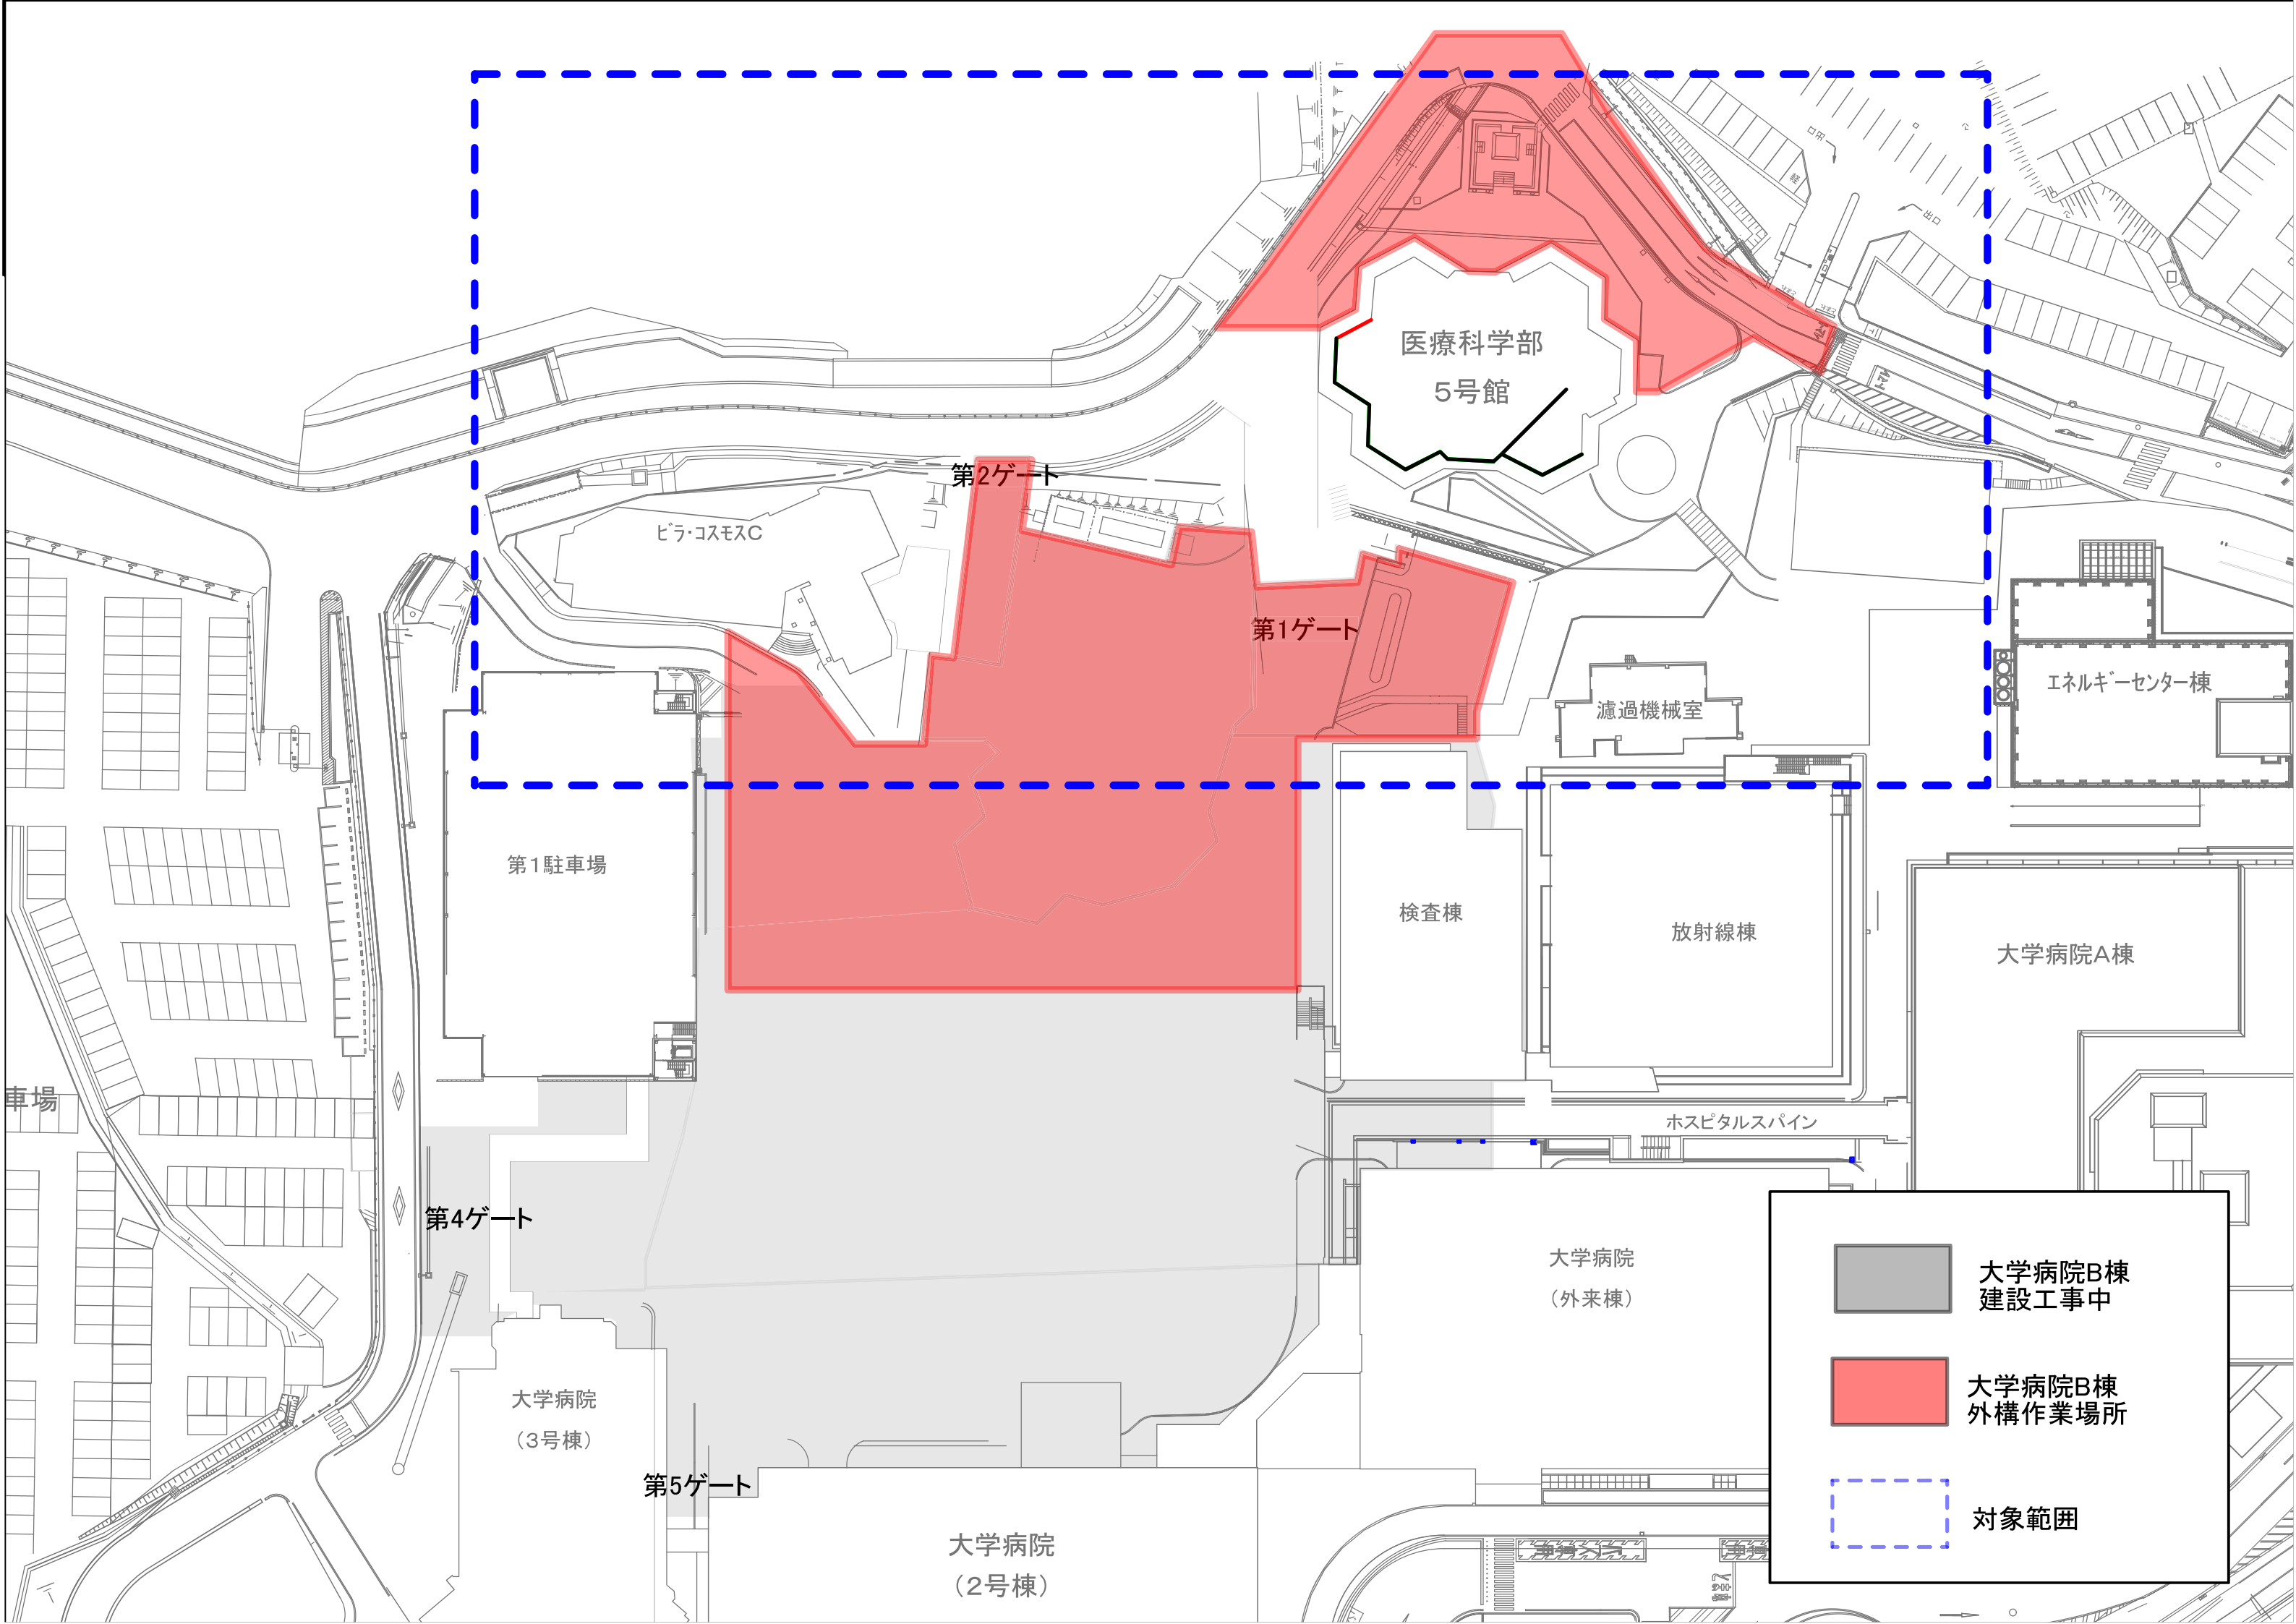 出口
出口
医療科学部
5号館
第2ゲート
ビラ・コスモスC
第1ゲート
濾過機械室
エネルギーセンター棟
第1駐車場
検査棟
放射線棟
大学病院A棟
車場
ホスピタルスパイン
第4ゲート
大学病院
(外来棟)
大学病院B棟
建設工事中
大学病院B棟
外構作業場所
対象範囲
大学病院
(3号棟)
第5ゲート
大学病院
(2号棟)